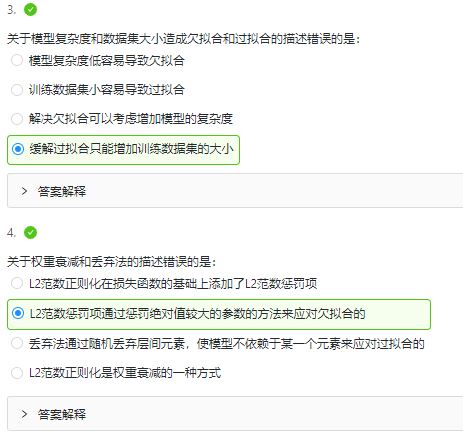 3.
关于模型复杂度和数据集大小造成欠拟合和过拟合的描述错误的是：
模型复杂度低容易导致欠拟合
训练数据集小容易导致过拟合
解决欠拟合可以考虑增加模型的复杂度
缓解过拟合只能增加训练数据集的大小
答案解释
4.
关于权重衰减和丢弃法的描述错误的是：
L2范数正则化在损失函数的基础上添加了L2范数惩罚项
L2范数惩罚项通过惩罚绝对值较大的参数的方法来应对欠拟合的
丢弃法通过随机丢弃层间元素，使模型不依赖于某一个元素来应对过拟合的
L2范数正则化是权重衰减的一种方式
答案解释